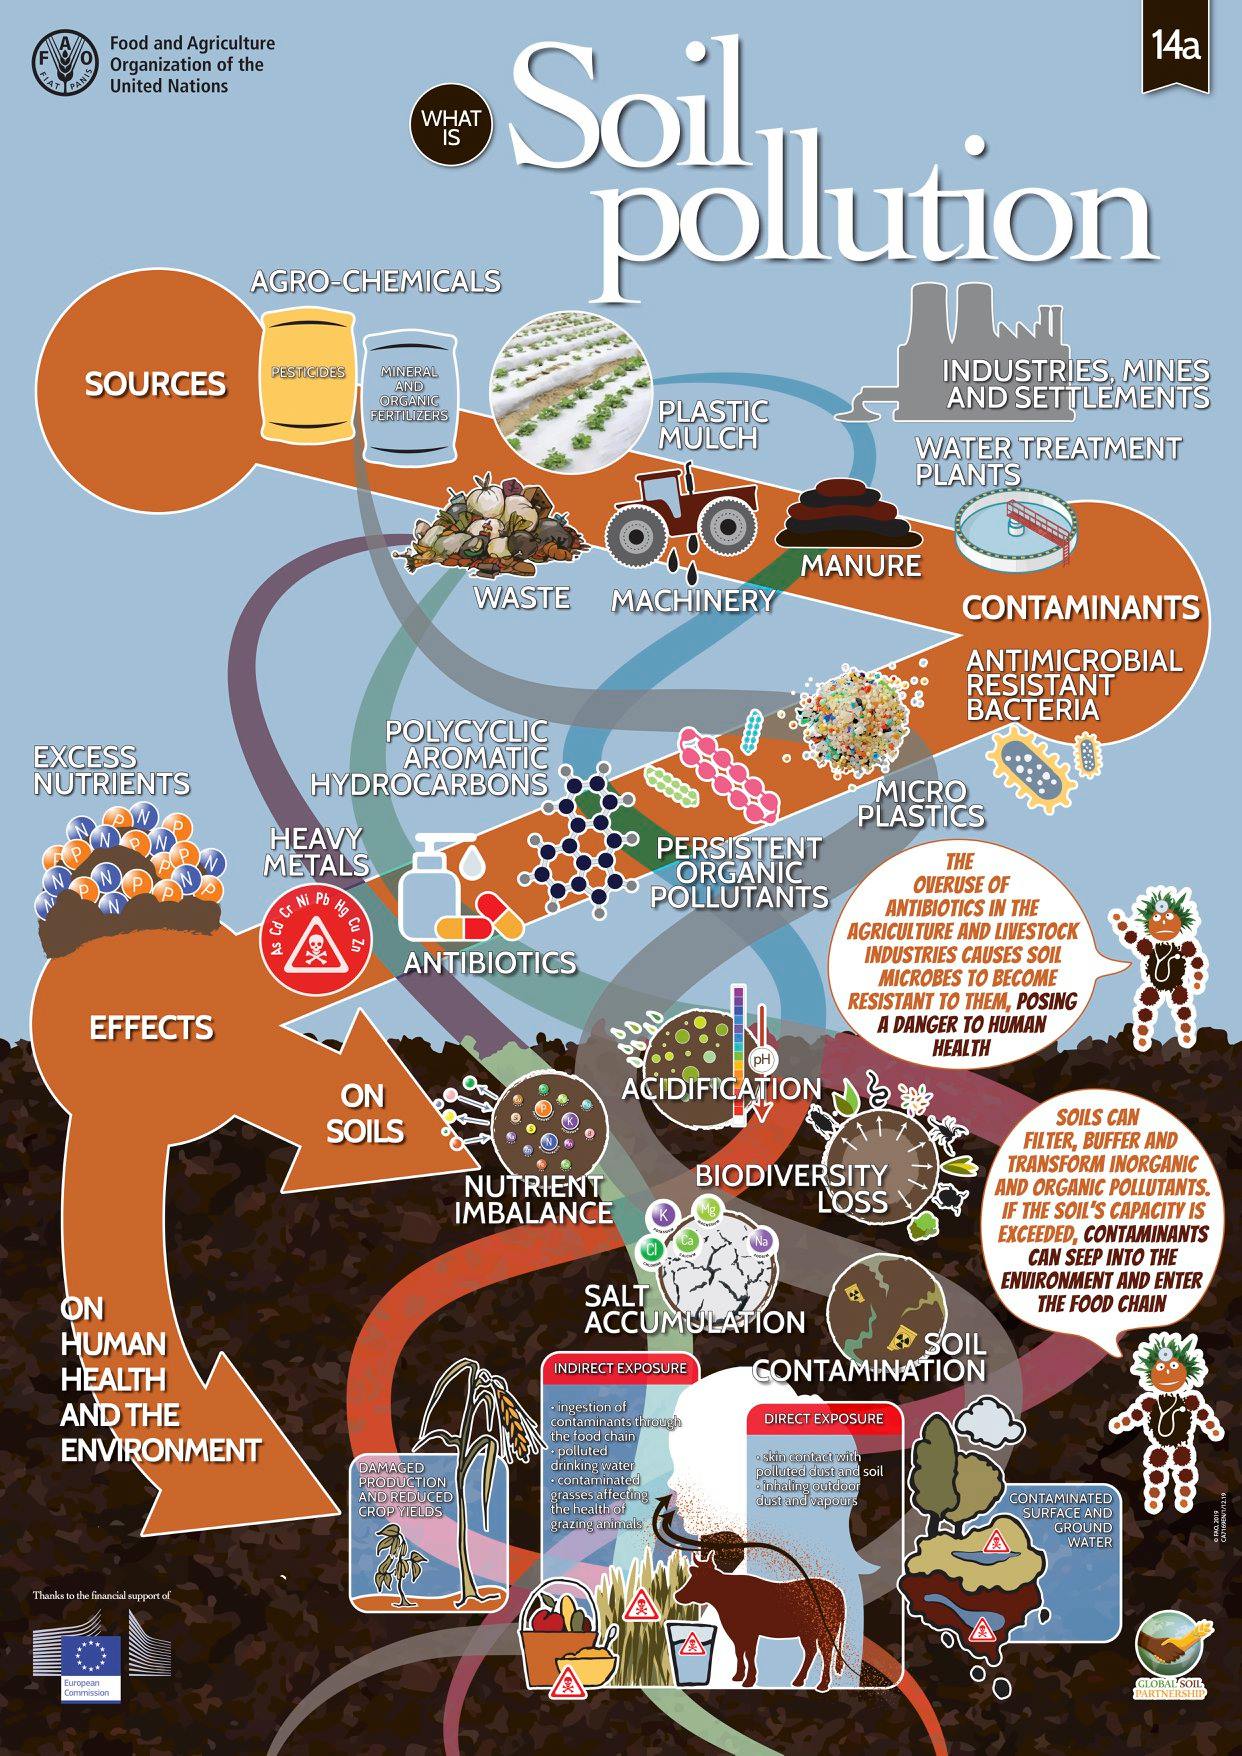 Food and Agriculture
Organization of the
United Nations
F A O
FIAT PANIS
14a
WHAT
IS
Soil
pollution
SOURCES
AGRO-CHEMICALS
PESTICIDES
MINERAL
AND
ORGANIC
FERTILIZERS
PLASTIC
MULCH
INDUSTRIES, MINES
AND SETTLEMENTS
WATER TREATMENT
PLANTS
WASTE
MACHINERY
MANURE
CONTAMINANTS
ANTIMICROBIAL
RESISTANT
BACTERIA
MICRO
PLASTICS
PERSISTENT
ORGANIC
POLLUTANTS
POLYCYCLIC
AROMATIC
HYDROCARBONS
ANTIBIOTICS
HEAVY
METALS
As Cd Cr Ni Pb Hg Cu Zn
EXCESS
NUTRIENTS
N P N P
P N P N P N
N P N P N P
N N
THE
OVERUSE OF
ANTIBIOTICS IN THE
AGRICULTURE AND LIVESTOCK
INDUSTRIES CAUSES SOIL
MICROBES TO BECOME
RESISTANT TO THEM, POSING
A DANGER TO HUMAN
HEALTH
EFFECTS
ON
SOILS
NUTRIENT
IMBALANCE
P
K
N
S
pH
ACIDIFICATION
BIODIVERSITY
LOSS
K
Mg
Cl
Ca
Na
SALT
ACCUMULATION
SOIL
CONTAMINATION
SOILS CAN
FILTER, BUFFER AND
TRANSFORM INORGANIC
AND ORGANIC POLLUTANTS.
IF THE SOIL'S CAPACITY IS
EXCEEDED, CONTAMINANTS
CAN SEEP INTO THE
ENVIRONMENT AND ENTER
THE FOOD CHAIN
ON
HUMAN
HEALTH
AND THE
ENVIRONMENT
DAMAGED
PRODUCTION
AND REDUCED
CROP YIELDS
INDIRECT EXPOSURE
• ingestion of
contaminants through
the food chain
• polluted
drinking water
• contaminated
grasses affecting
the health of
grazing animals
DIRECT EXPOSURE
• skin contact with
polluted dust and soil
• inhaling outdoor
dust and vapours
CONTAMINATED
SURFACE AND
GROUND
WATER
© FAO, 2019
CA7169EN/1/12.19
Thanks to the financial support of
European
Commission
GLOBAL SOIL
PARTNERSHIP